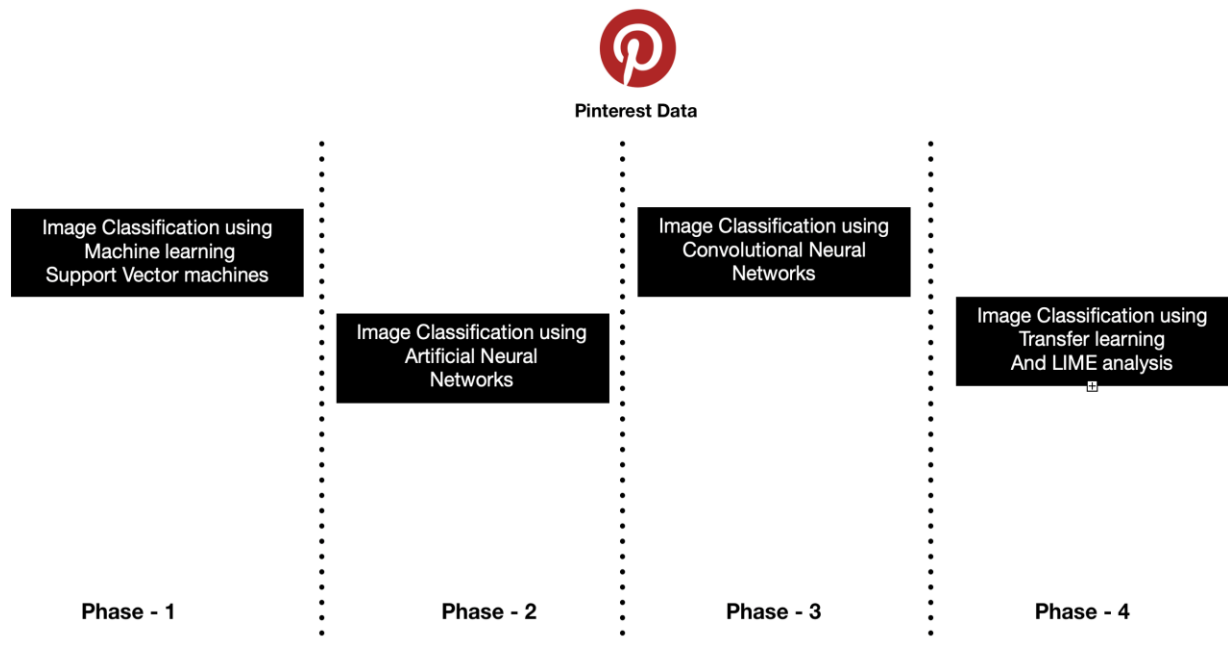 Pinterest Data
Image Classification using
Machine learning
Support Vector machines
Image Classification using
Artificial Neural
Networks
Image Classification using
Convolutional Neural
Networks
Image Classification using
Transfer learning
And LIME analysis
Phase - 1
Phase - 2
Phase - 3
Phase - 4